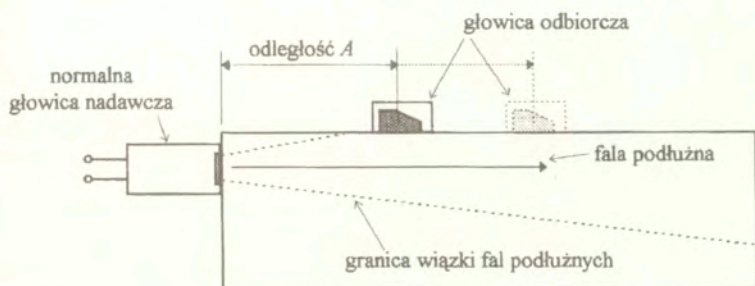 głowica odbiorcza
odległość A
normalna
głowica nadawcza
fala podłużna
granica wiązki fal podłużnych